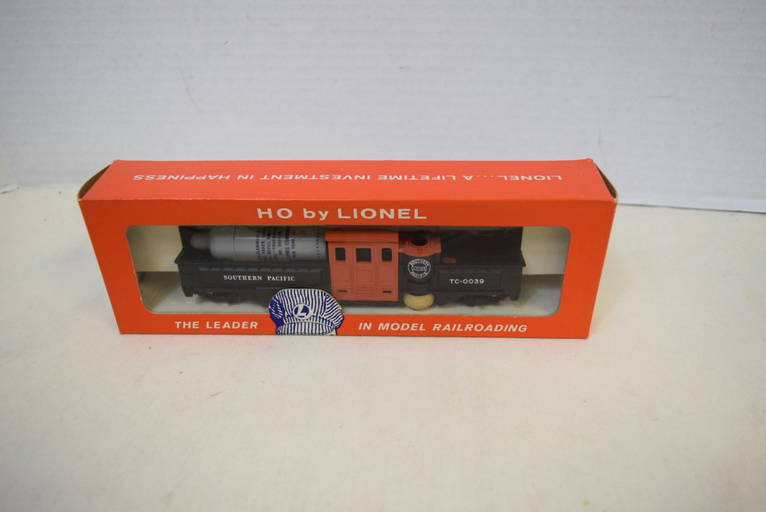 LIONEL....A LIFETIME INVESTMENT IN HAPPINESS
HO by LIONEL
SOUTHERN PACIFIC
TC-0039
L
THE LEADER IN MODEL RAILROADING